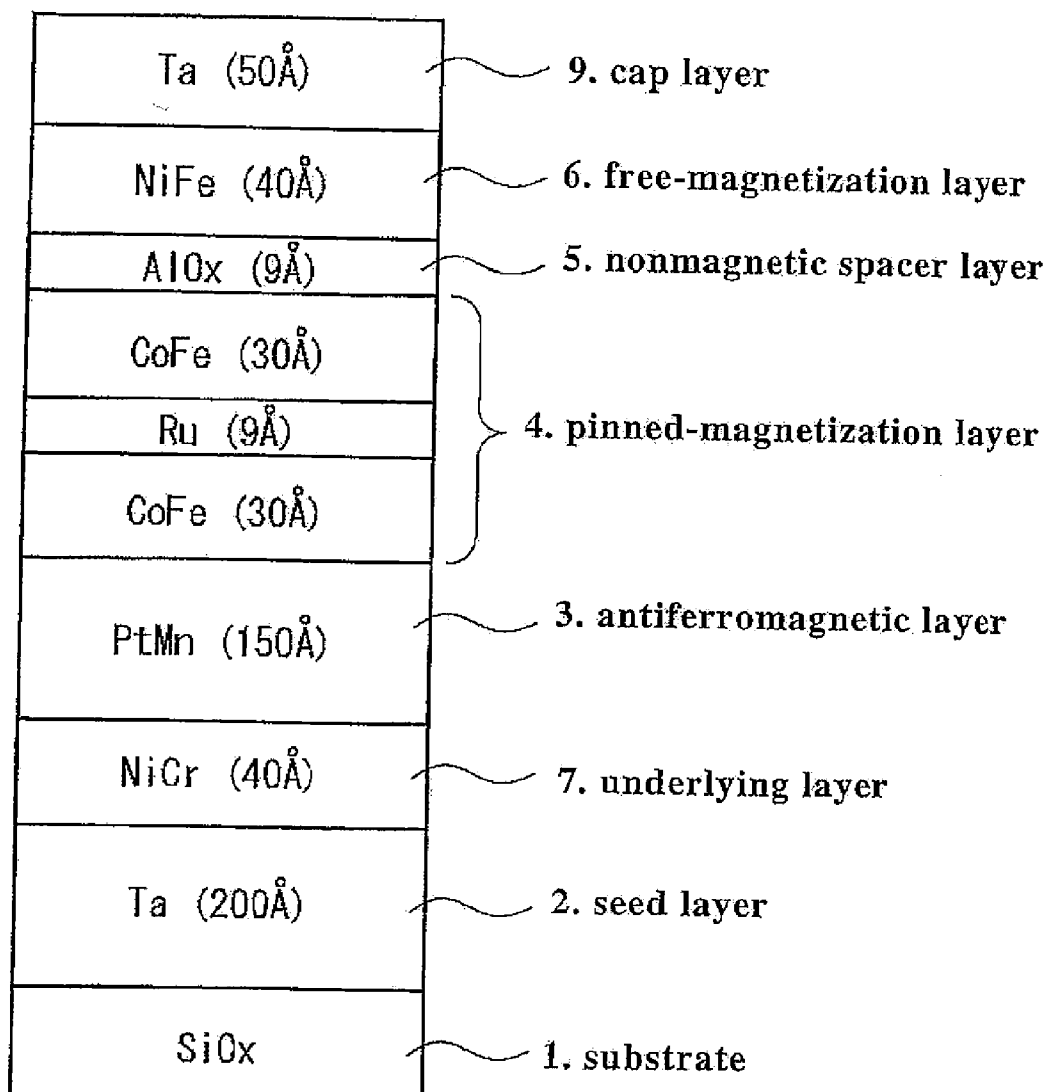 Ta (50Å)
9. cap layer
NiFe (40Å)
6. free-magnetization layer
AlOx (9Å)
5. nonmagnetic spacer layer
CoFe (30Å)
Ru (9Å)
4. pinned-magnetization layer
CoFe (30Å)
PtMn (150Å)
3. antiferromagnetic layer
NiCr (40Å)
7. underlying layer
Ta (200Å)
2. seed layer
SiOx
1. substrate